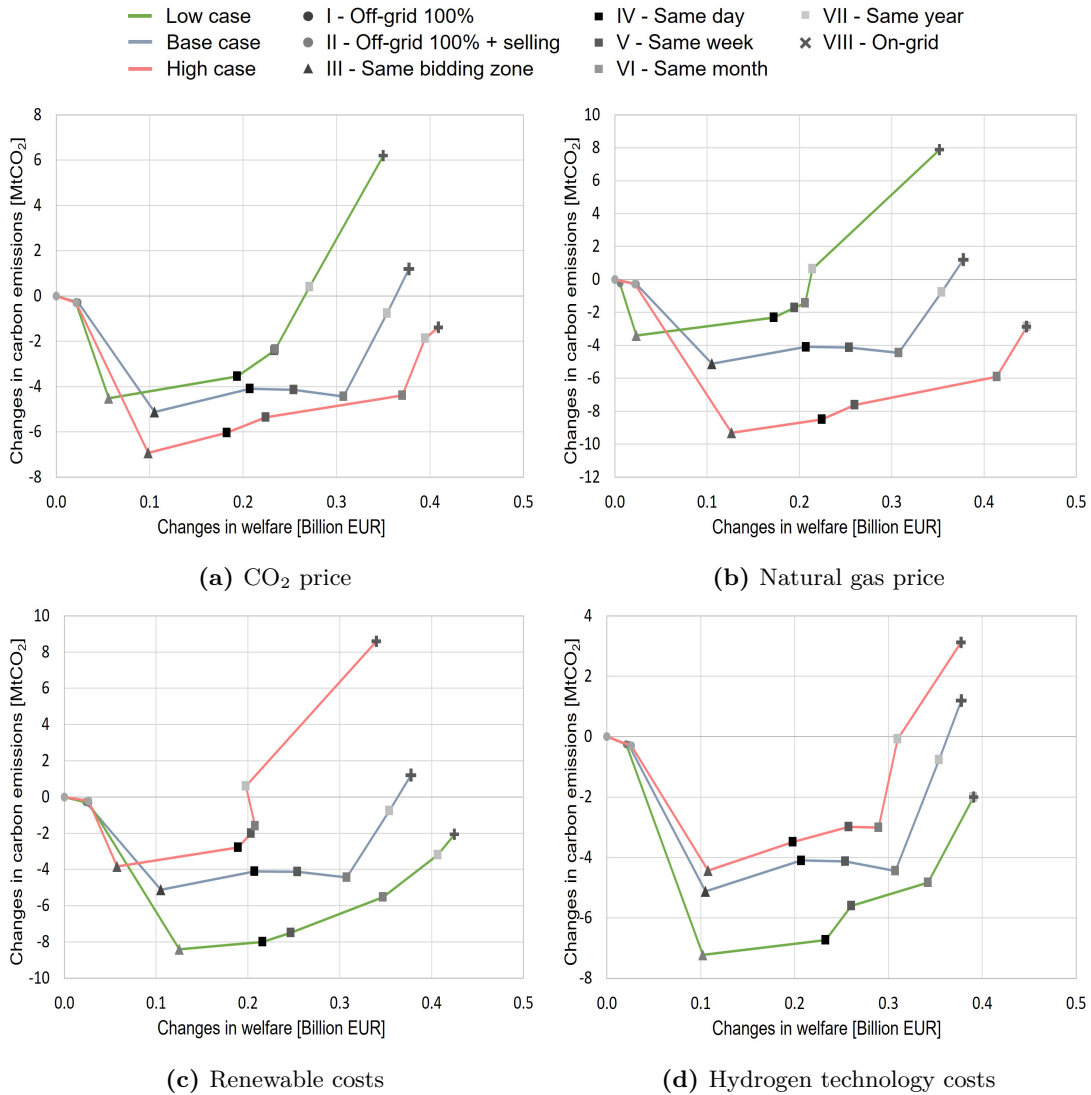 Low case
I - Off-grid 100%
IV - Same day
VII - Same year
Base case
II - Off-grid 100% + selling
V - Same week
VIII - On-grid
High case
III - Same bidding zone
VI - Same month
Changes in carbon emissions [MtCO₂]
8
6
4
2
0
-2
-4
-6
-8
0.0 0.1 0.2 0.3 0.4 0.5
Changes in welfare [Billion EUR]
(a) CO₂ price
Changes in carbon emissions [MtCO₂]
10
8
6
4
2
0
-2
-4
-6
-8
-10
-12
0.0 0.1 0.2 0.3 0.4 0.5
Changes in welfare [Billion EUR]
(b) Natural gas price
Changes in carbon emissions [MtCO₂]
10
8
6
4
2
0
-2
-4
-6
-8
-10
0.0 0.1 0.2 0.3 0.4 0.5
Changes in welfare [Billion EUR]
(c) Renewable costs
Changes in carbon emissions [MtCO₂]
4
2
0
-2
-4
-6
-8
0.0 0.1 0.2 0.3 0.4 0.5
Changes in welfare [Billion EUR]
(d) Hydrogen technology costs